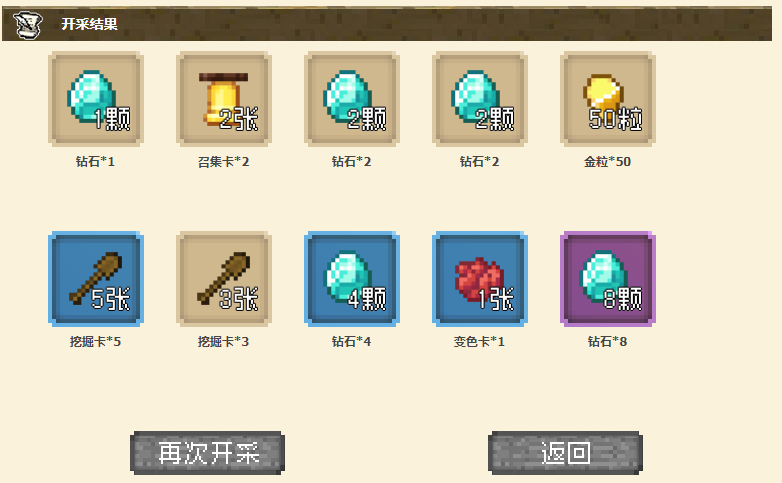 开采结果
1颗
2张
2颗
2颗
50粒
钻石*1
召集卡*2
钻石*2
钻石*2
金粒*50
5张
3张
4颗
1张
8颗
挖掘卡*5
挖掘卡*3
钻石*4
变色卡*1
钻石*8
再次开采
返回